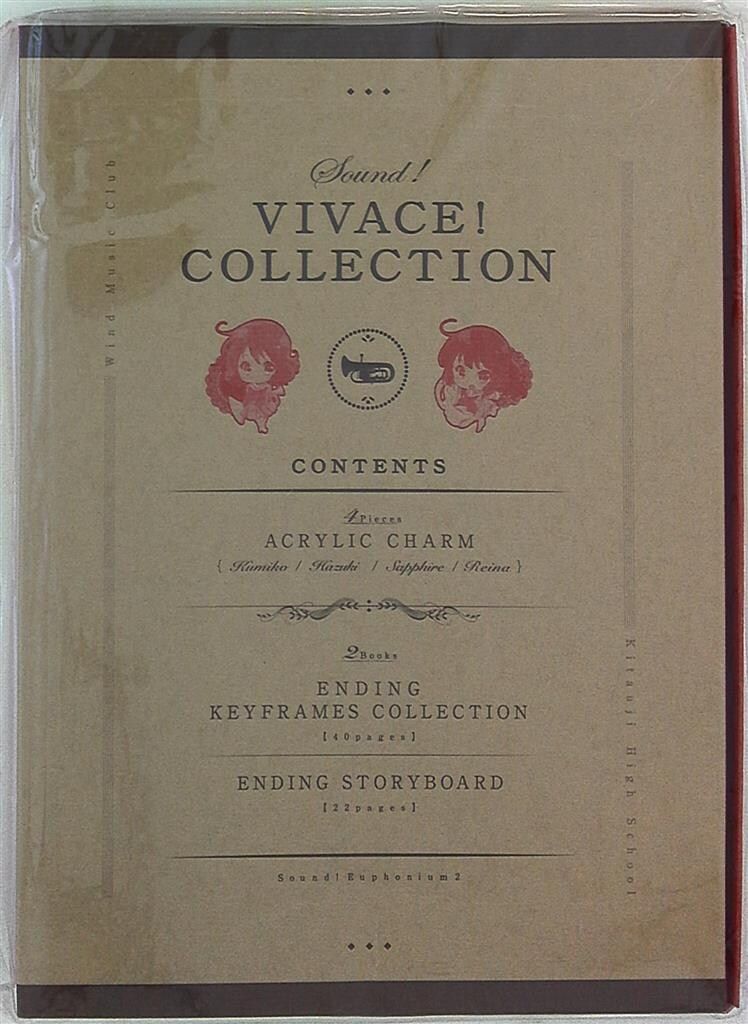 Sound!
VIVACE!
COLLECTION
Wind Music Club
CONTENTS
4 Pieces
ACRYLIC CHARM
{ Kumiko / Hazuki / Sapphire / Reina }
2 Books
ENDING
KEYFRAMES COLLECTION
【40pages】
ENDING STORYBOARD
【22pages】
Sound! Euphonium 2
Kitauji High School